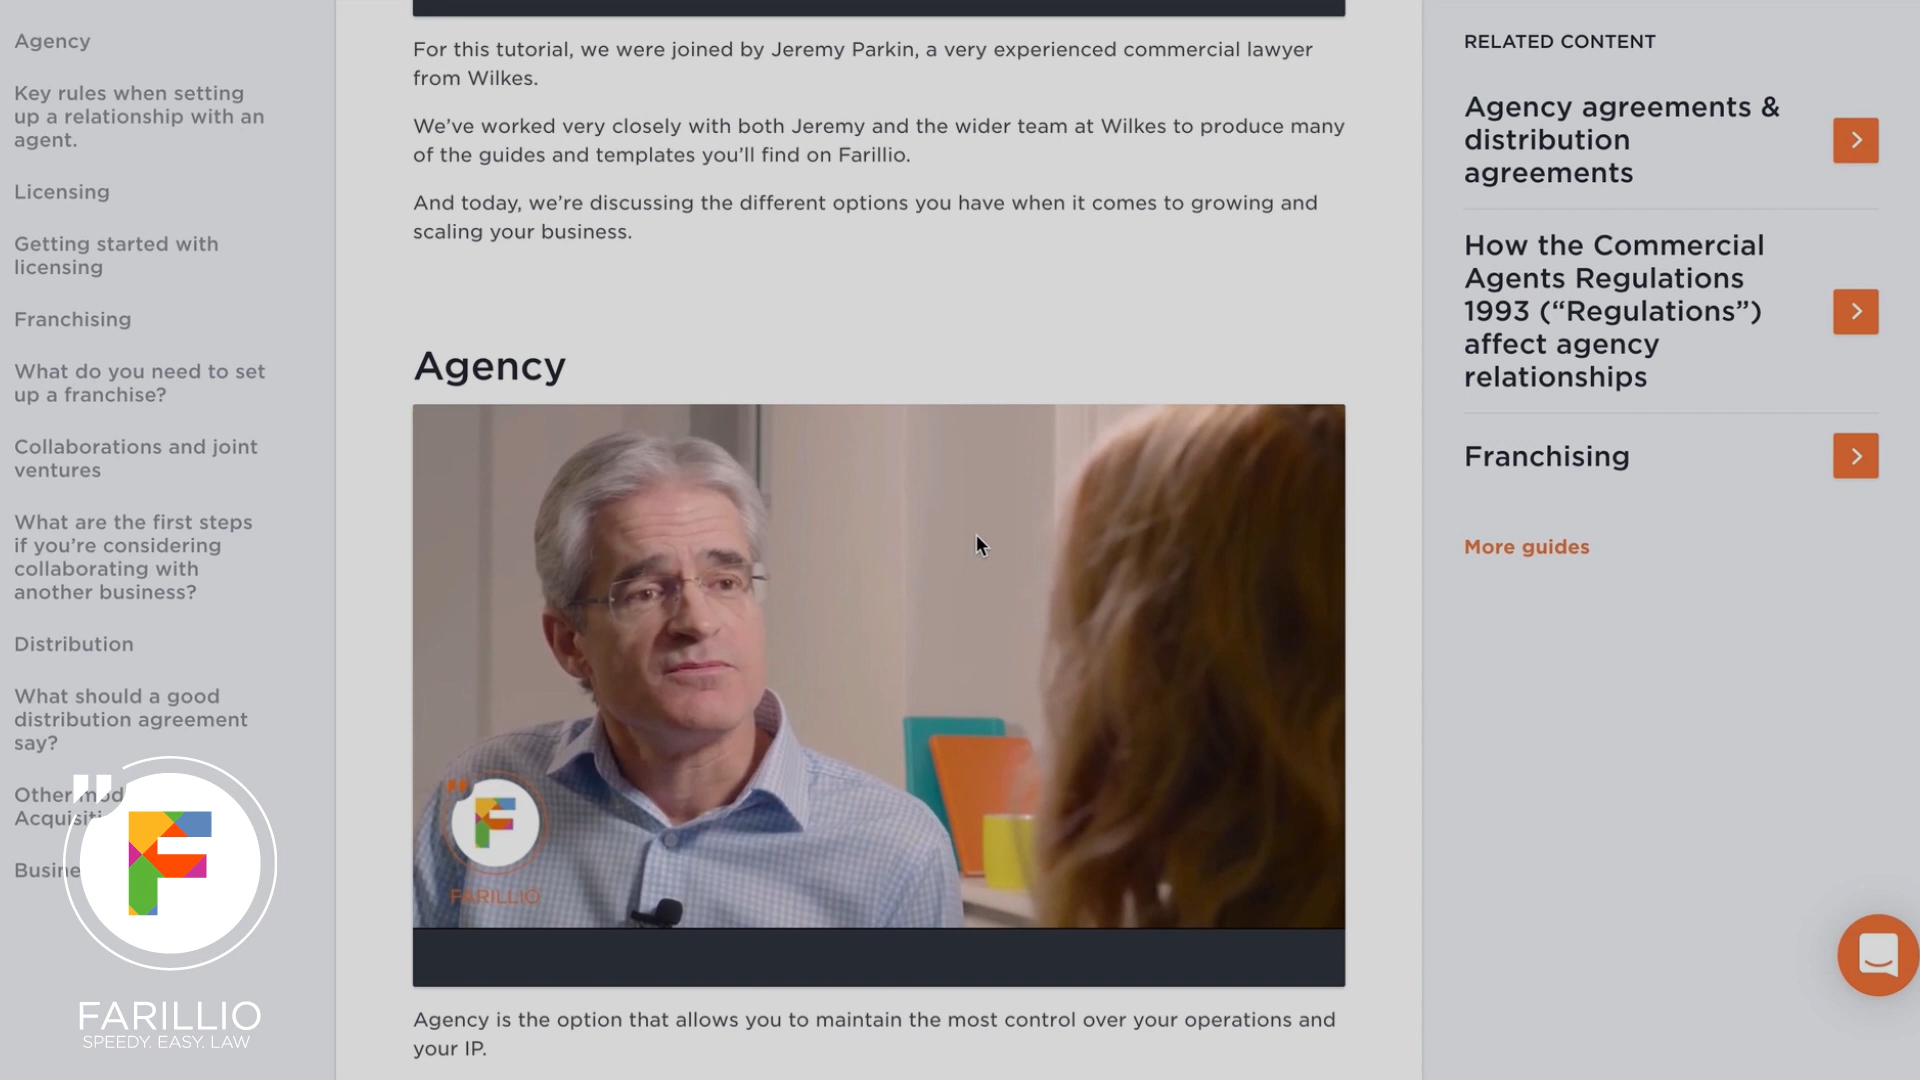 Agency
Key rules when setting
up a relationship with an
agent.
Licensing
Getting started with
licensing
Franchising
What do you need to set
up a franchise?
Collaborations and joint
ventures
What are the first steps
if you’re considering
collaborating with
another business?
Distribution
What should a good
distribution agreement
say?
Other
FARILLIO
SPEEDY. EASY. LAW
For this tutorial, we were joined by Jeremy Parkin, a very experienced commercial lawyer
from Wilkes.
We’ve worked very closely with both Jeremy and the wider team at Wilkes to produce many
of the guides and templates you’ll find on Farillio.
And today, we’re discussing the different options you have when it comes to growing and
scaling your business.
Agency
F
FARILLIO
Agency is the option that allows you to maintain the most control over your operations and
your IP.
RELATED CONTENT
Agency agreements &
distribution
agreements
How the Commercial
Agents Regulations
1993 (“Regulations”)
affect agency
relationships
Franchising
More guides